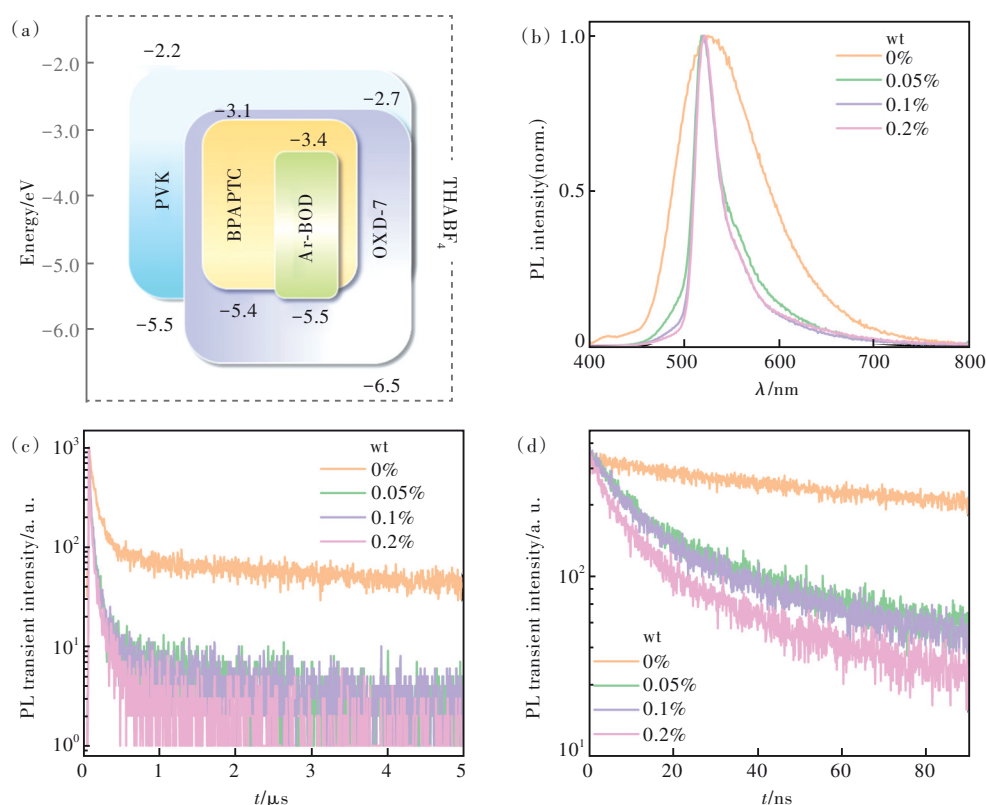 (a)
−2.0
−3.0
−4.0
−5.0
−6.0
Energy/eV
−2.2
−2.7
−3.1
−3.4
PVK
BPAPTC
Ar-BOD
OXD-7
THABF4
−5.5
−5.4
−5.5
−6.5
(b)
wt
0%
0.05%
0.1%
0.2%
1.0
0.5
0
PL intensity(norm.)
400 500 600 700 800
λ/nm
(c)
wt
0%
0.05%
0.1%
0.2%
10³
10²
10¹
10⁰
PL transient intensity/a. u.
0 1 2 3 4 5
t/μs
(d)
10²
10¹
PL transient intensity/a. u.
wt
0%
0.05%
0.1%
0.2%
0 20 40 60 80
t/ns